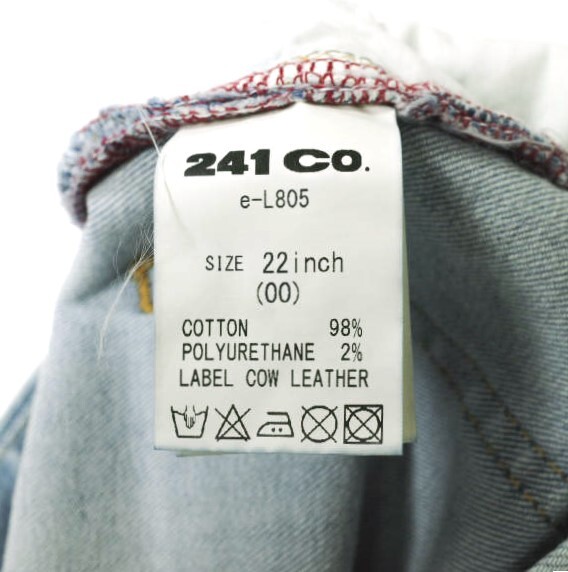 241 CO.
e-L805
SIZE 22inch
(00)
COTTON 98%
POLYURETHANE 2%
LABEL COW LEATHER